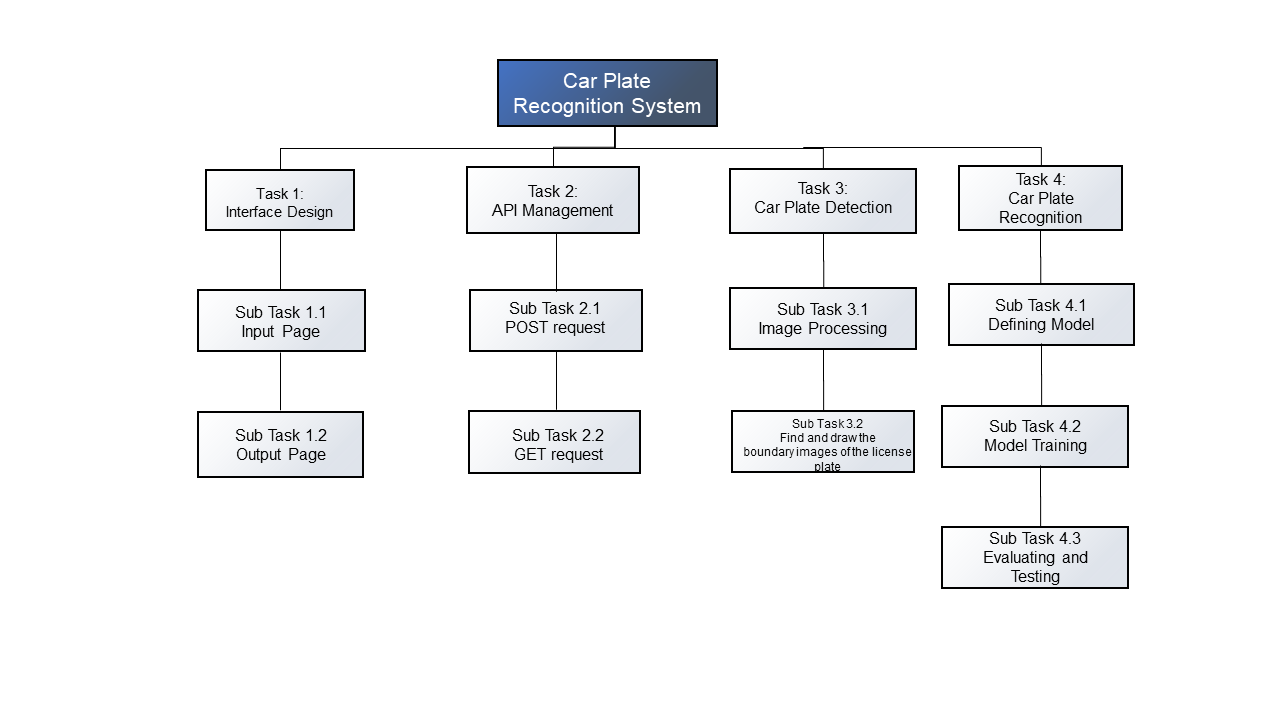 Car Plate
Recognition System
Task 1:
Interface Design
Task 2:
API Management
Task 3:
Car Plate Detection
Task 4:
Car Plate
Recognition
Sub Task 1.1
Input Page
Sub Task 2.1
POST request
Sub Task 3.1
Image Processing
Sub Task 4.1
Defining Model
Sub Task 1.2
Output Page
Sub Task 2.2
GET request
Sub Task 3.2
Find and draw the
boundary images of the license
plate
Sub Task 4.2
Model Training
Sub Task 4.3
Evaluating and
Testing